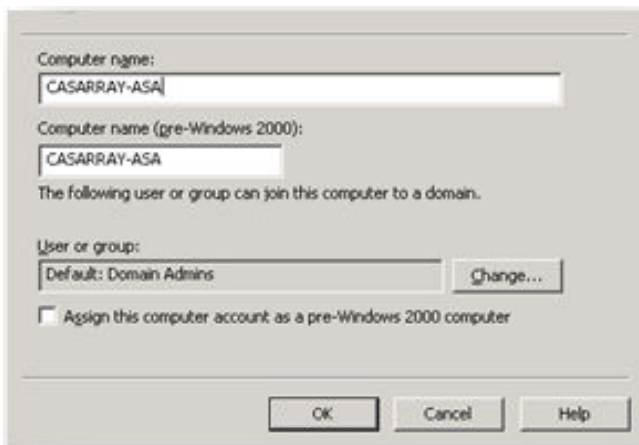 Computer name:
CASARRAY-ASA
Computer name (pre-Windows 2000):
CASARRAY-ASA
The following user or group can join this computer to a domain.
User or group:
Default: Domain Admins
Change...
Assign this computer account as a pre-Windows 2000 computer
OK Cancel Help